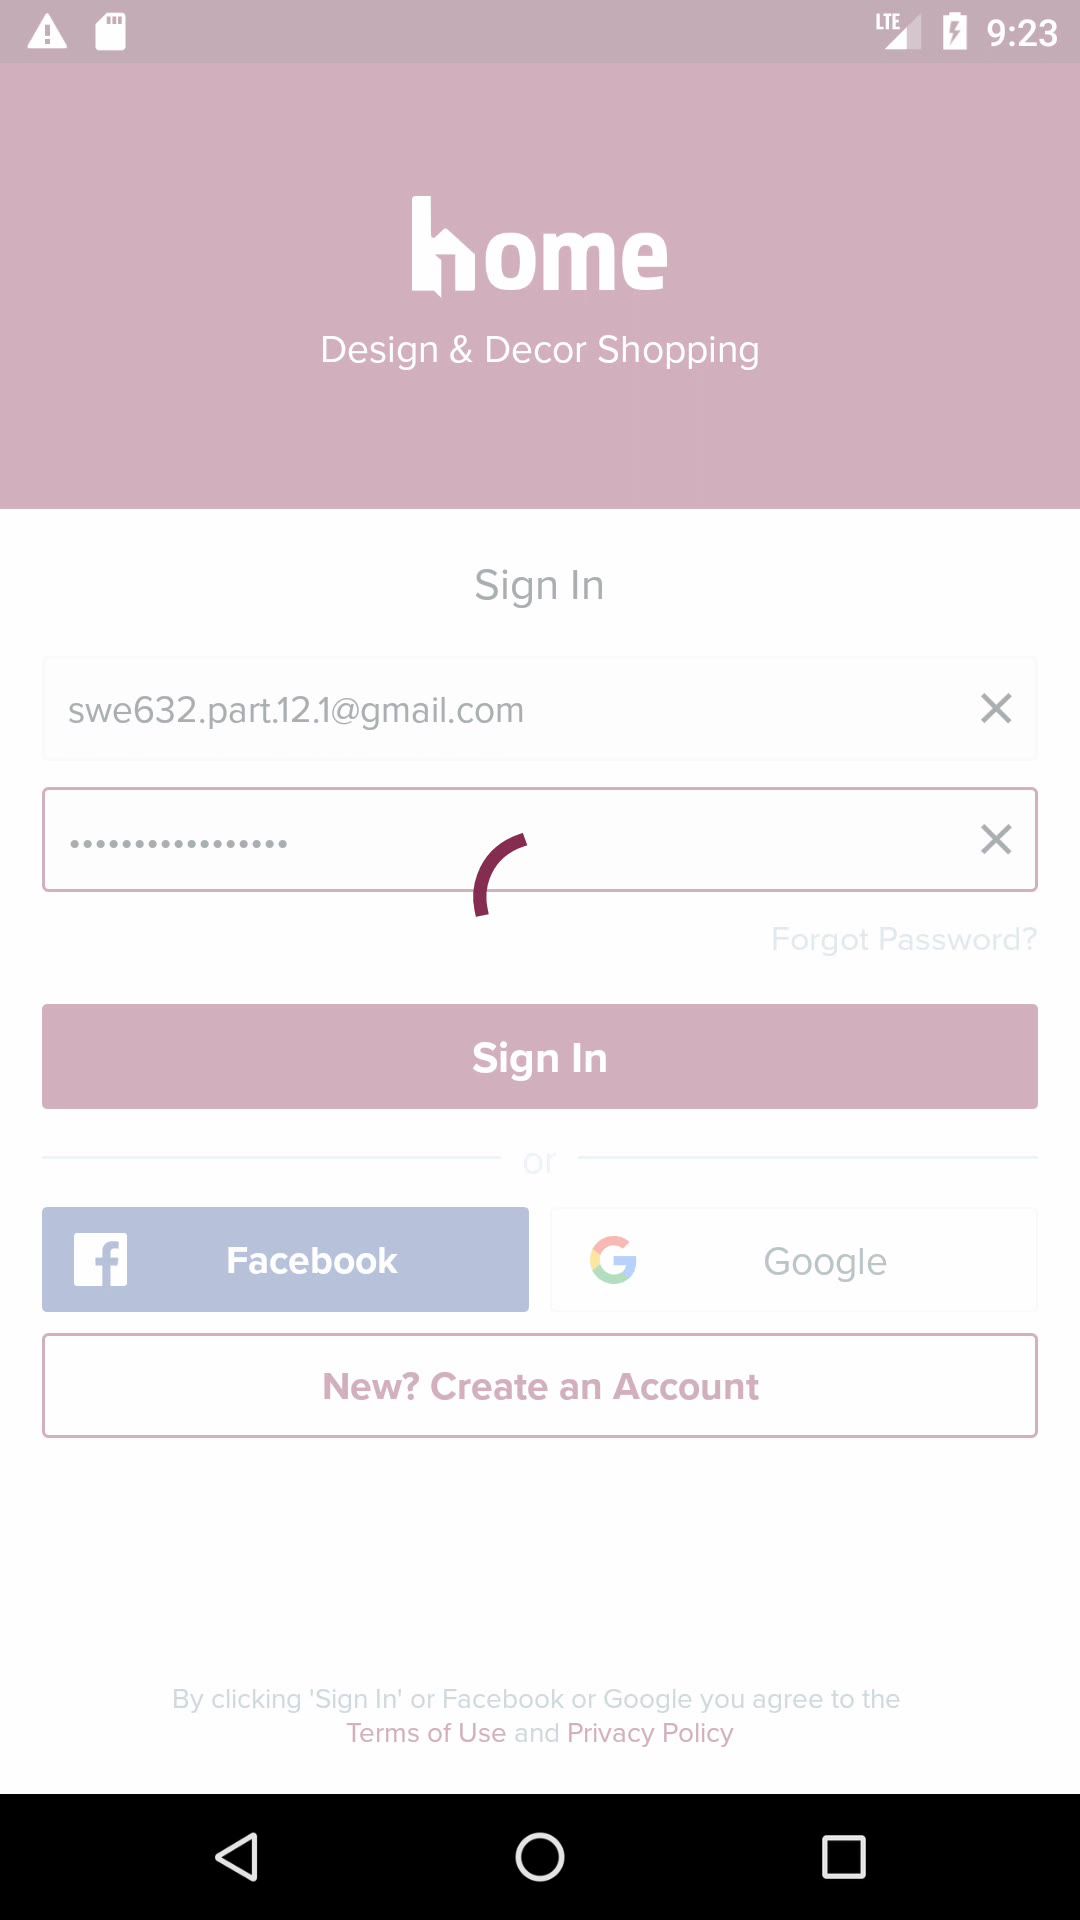 LTE 9:23
home
Design & Decor Shopping
Sign In
swe632.part.12.1@gmail.com
•••••••••••••••••
Forgot Password?
Sign In
or
Facebook
Google
New? Create an Account
By clicking 'Sign In' or Facebook or Google you agree to the
Terms of Use and Privacy Policy